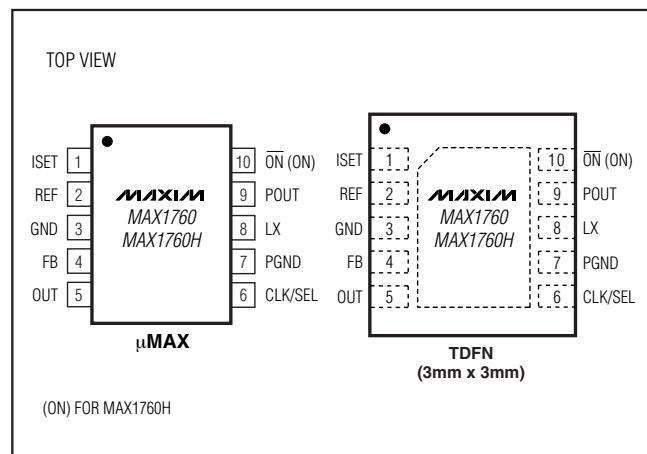 TOP VIEW
ISET 1
REF 2
GND 3
FB 4
OUT 5
10 ON (ON)
9 POUT
8 LX
7 PGND
6 CLK/SEL
MAXIM
MAX1760
MAX1760H
µMAX
ISET 1
REF 2
GND 3
FB 4
OUT 5
10 ON (ON)
9 POUT
8 LX
7 PGND
6 CLK/SEL
MAXIM
MAX1760
MAX1760H
TDFN
(3mm x 3mm)
(ON) FOR MAX1760H